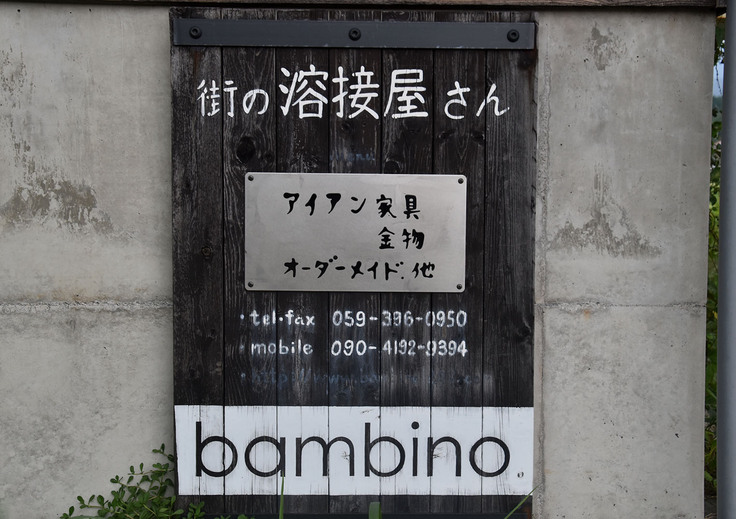 街の溶接屋さん
アイアン家具
金物
オーダーメイド.他
・tel・fax 059-396-0950
・mobile 090-4192-9394
bambino